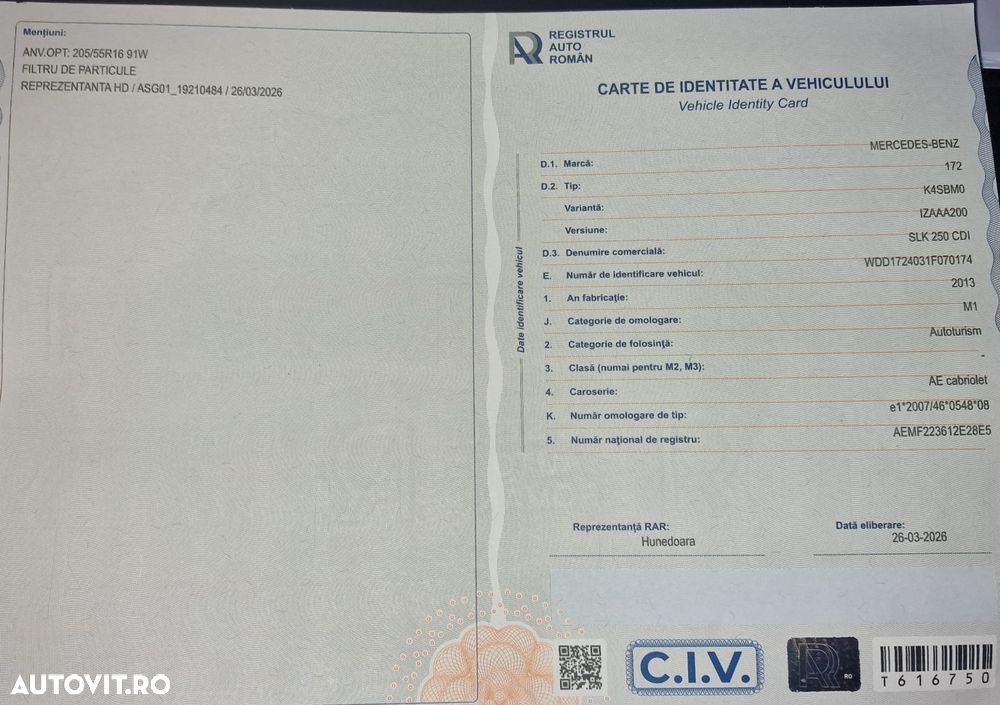 Mențiuni:
ANV.OPT: 205/55R16 91W
FILTRU DE PARTICULE
REPREZENTANTA HD / ASG01_19210484 / 26/03/2026
REGISTRUL
AUTO
ROMÂN
CARTE DE IDENTITATE A VEHICULULUI
Vehicle Identity Card
Date identificare vehicul
D.1. Marcă: MERCEDES-BENZ
D.2. Tip: 172
Variantă: K4SBM0
Versiune: IZAAA200
D.3. Denumire comercială: SLK 250 CDI
E. Număr de identificare vehicul: WDD1724031F070174
1. An fabricație: 2013
J. Categorie de omologare: M1
2. Categorie de folosință: Autoturism
3. Clasă (numai pentru M2, M3): -
4. Caroserie: AE cabriolet
K. Număr omologare de tip: e1*2007/46*0548*08
5. Număr național de registru: AEMF223612E28E5
Reprezentanță RAR: Dată eliberare:
Hunedoara 26-03-2026
C.I.V.
RO
T616750
AUTOVIT.RO